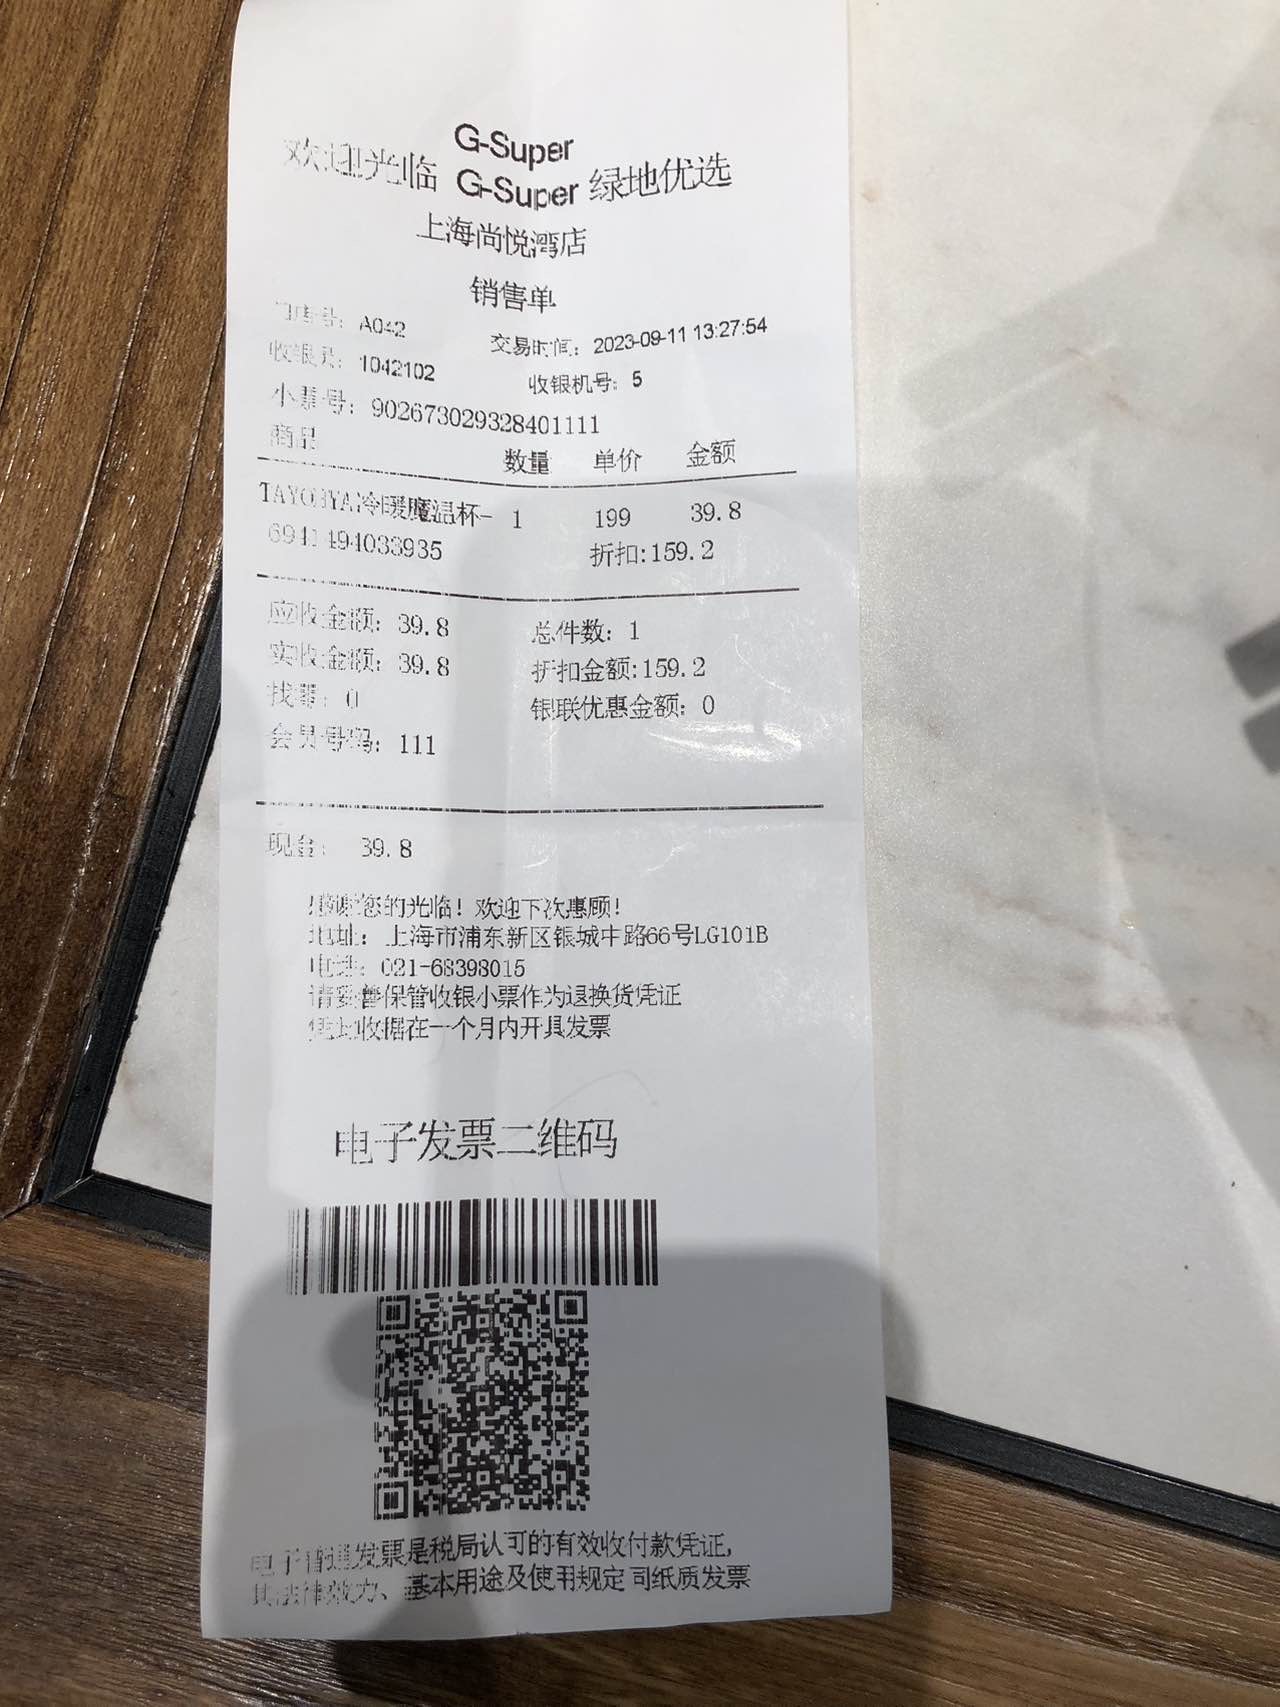 G-Super
欢迎光临 G-Super 绿地优选
上海尚悦湾店
销售单
门店号: A042 交易时间: 2023-09-11 13:27:54
收银员: 1042102 收银机号: 5
小票号: 902673029328401111
商品 数量 单价 金额
TAYOHYA冷暖魔温杯- 1 199 39.8
6941494033935 折扣:159.2
应收金额: 39.8 总件数: 1
实收金额: 39.8 折扣金额:159.2
找零: 0 银联优惠金额: 0
会员号码: 111
现金: 39.8
感谢您的光临! 欢迎下次惠顾!
地址: 上海市浦东新区银城中路66号LG101B
电话: 021-68398015
请妥善保管收银小票作为退换货凭证
凭此收据在一个月内开具发票
电子发票二维码
电子普通发票是税局认可的有效收付款凭证,
其法律效力、基本用途及使用规定同纸质发票